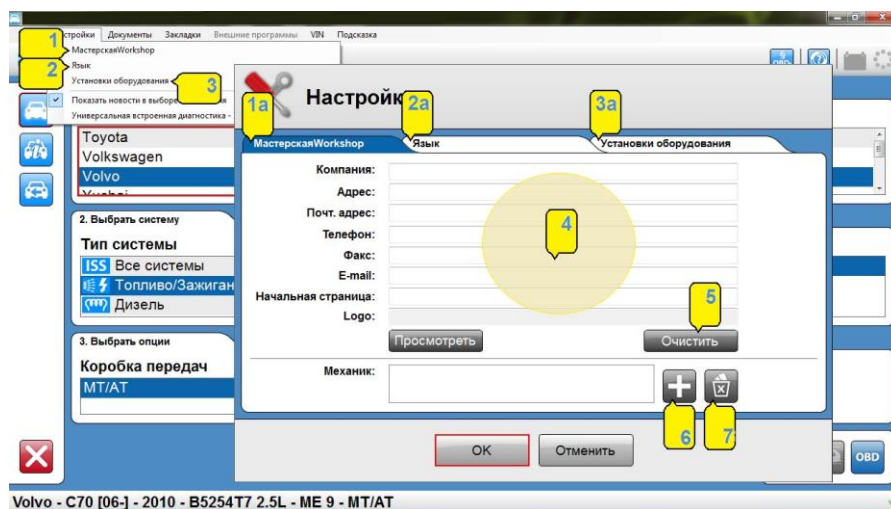 тройки Документы Закладки Внешние программы VIN Подсказка
1
МастерскаяWorkshop
2
Язык
Установки оборудования
3
Показать новости в выборе
Универсальная встроенная диагностика -
OBD
Toyota
Volkswagen
Volvo
2. Выбрать систему
Тип системы
ISS Все системы
Топливо/Зажиган
Дизель
3. Выбрать опции
Коробка передач
MT/AT
Настройк
1a
2a
3a
МастерскаяWorkshop
Язык
Установки оборудования
Компания:
Адрес:
Почт. адрес:
Телефон:
4
Факс:
E-mail:
Начальная страница:
5
Logo:
Просмотреть
Очистить
Механик:
6
7
OK
Отменить
OBD
Volvo - C70 [06-] - 2010 - B5254T7 2.5L - ME 9 - MT/AT